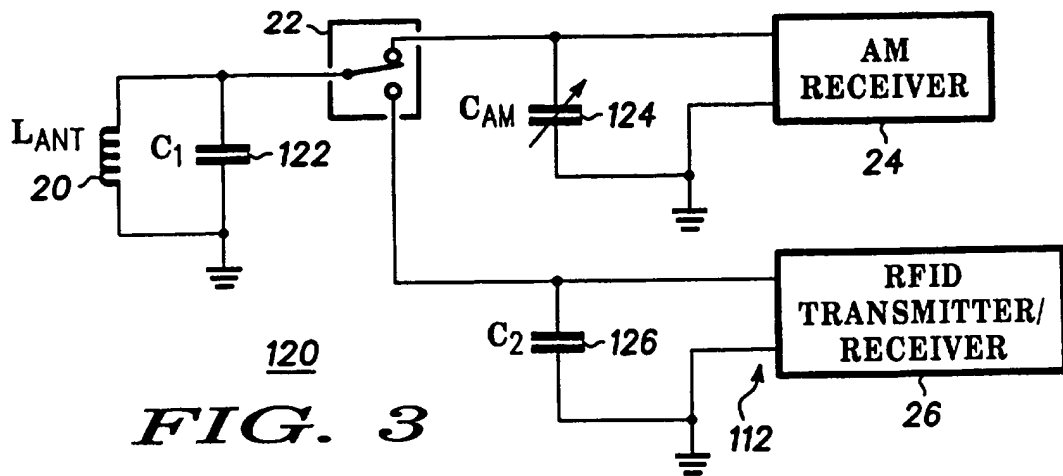 22
AM
RECEIVER
24
LANT
20
C1
122
CAM
124
RFID
TRANSMITTER/
RECEIVER
26
C2
126
112
120
FIG. 3